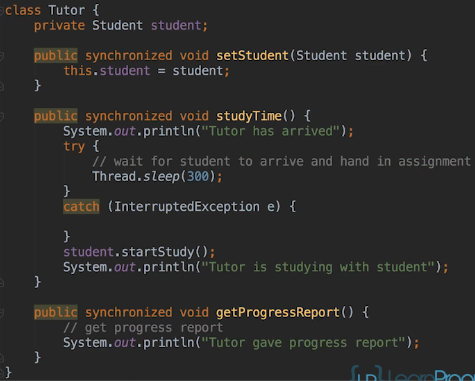 class Tutor {
    private Student student;

    public synchronized void setStudent(Student student) {
        this.student = student;
    }

    public synchronized void studyTime() {
        System.out.println("Tutor has arrived");
        try {
            // wait for student to arrive and hand in assignment
            Thread.sleep(300);
        }
        catch (InterruptedException e) {

        }
        student.startStudy();
        System.out.println("Tutor is studying with student");
    }

    public synchronized void getProgressReport() {
        // get progress report
        System.out.println("Tutor gave progress report");
    }
}